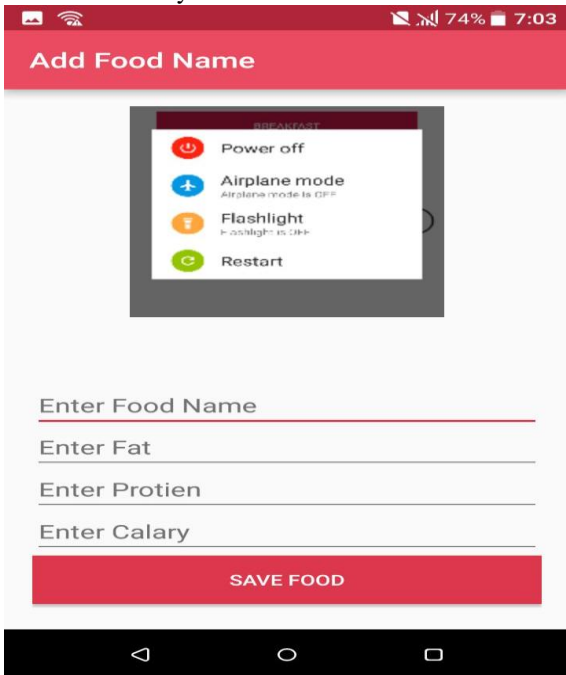 74% 7:03
Add Food Name
BREAKFAST
Power off
Airplane mode
Airplane mode is OFF
Flashlight
Flashlight is OFF
Restart
Enter Food Name
Enter Fat
Enter Protien
Enter Calary
SAVE FOOD